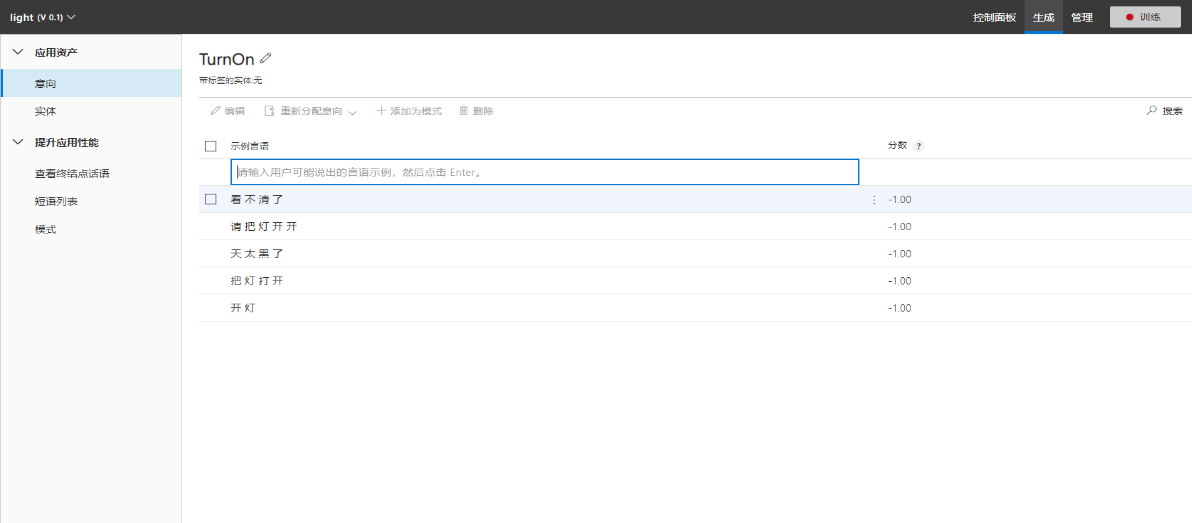 light (V 0.1)
控制面板 生成 管理 训练
应用资产
意向
实体
提升应用性能
查看终结点话语
短语列表
模式
TurnOn
带标签的实体:无
编辑 重新分配意向 添加为模式 删除 搜索
示例言语 分数 ?
请输入用户可能说出的言语示例，然后点击 Enter。
看 不 清 了 -1.00
请 把 灯 开 开 -1.00
天 太 黑 了 -1.00
把 灯 打 开 -1.00
开 灯 -1.00